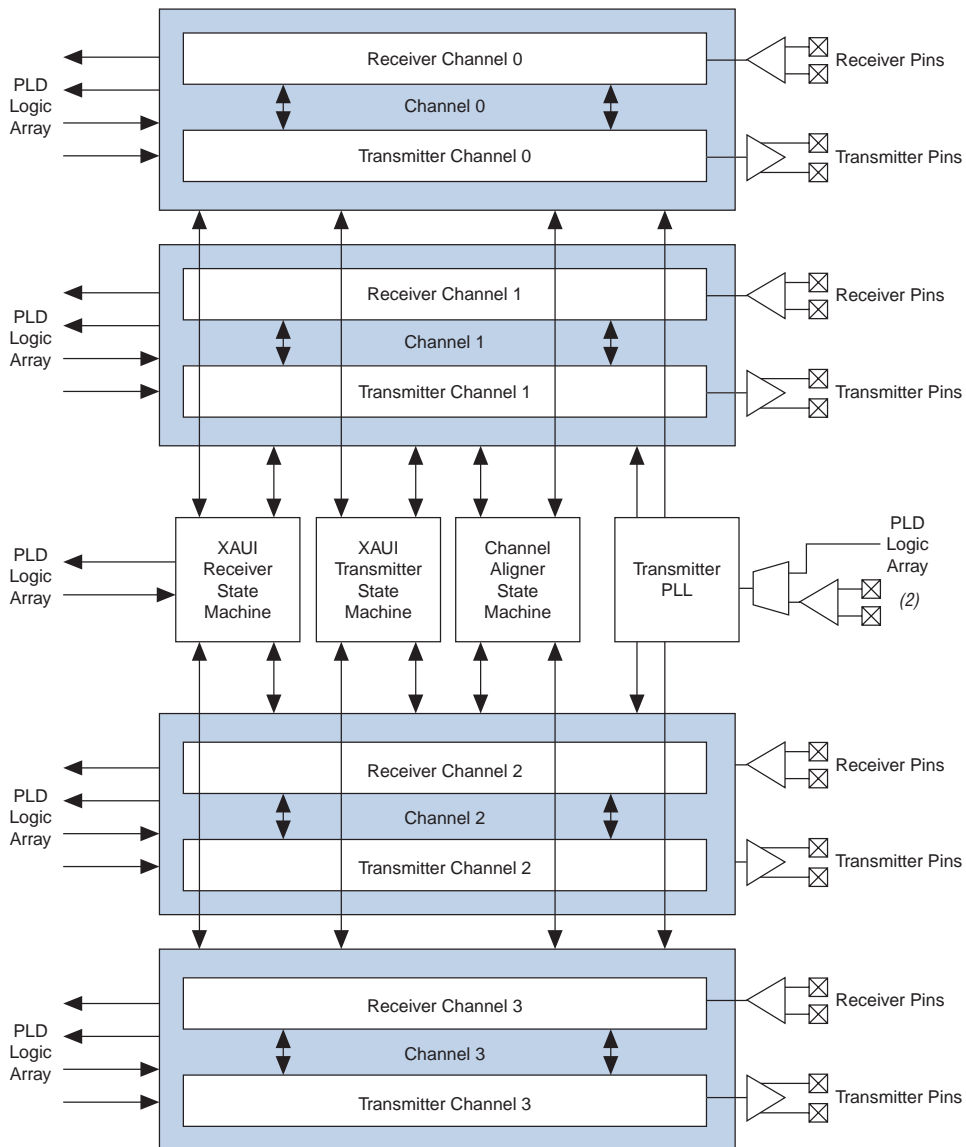 Receiver Channel 0
Receiver Pins
PLD
Logic
Array
Channel 0
Transmitter Channel 0
Transmitter Pins
Receiver Channel 1
Receiver Pins
PLD
Logic
Array
Channel 1
Transmitter Channel 1
Transmitter Pins
PLD
Logic
Array
XAUI
Receiver
State
Machine
XAUI
Transmitter
State
Machine
Channel
Aligner
State
Machine
Transmitter
PLL
PLD
Logic
Array
(2)
Receiver Channel 2
Receiver Pins
PLD
Logic
Array
Channel 2
Transmitter Channel 2
Transmitter Pins
Receiver Channel 3
Receiver Pins
PLD
Logic
Array
Channel 3
Transmitter Channel 3
Transmitter Pins